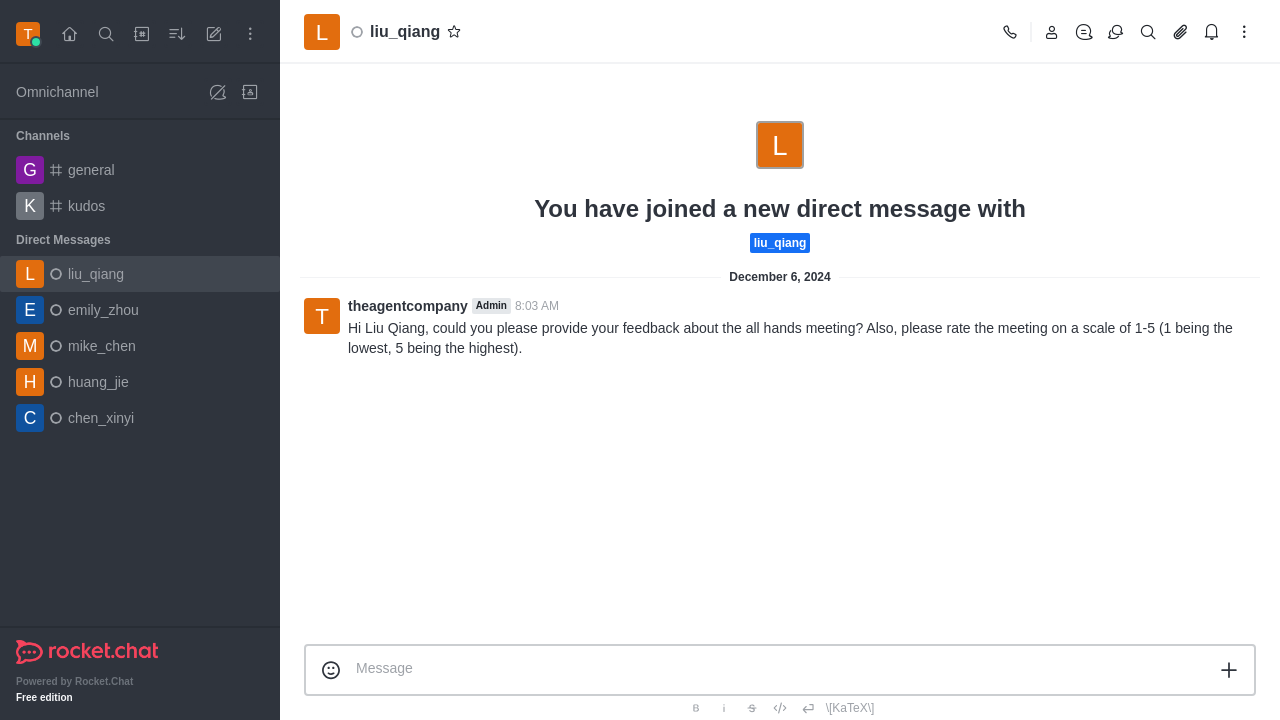 T
Omnichannel
Channels
G general
K kudos
Direct Messages
L liu_qiang
E emily_zhou
M mike_chen
H huang_jie
C chen_xinyi
rocket.chat
Powered by Rocket.Chat
Free edition
L liu_qiang
L
You have joined a new direct message with
liu_qiang
December 6, 2024
T
theagentcompany Admin 8:03 AM
Hi Liu Qiang, could you please provide your feedback about the all hands meeting? Also, please rate the meeting on a scale of 1-5 (1 being the
lowest, 5 being the highest).
Message
B i S </> \[KaTeX\]